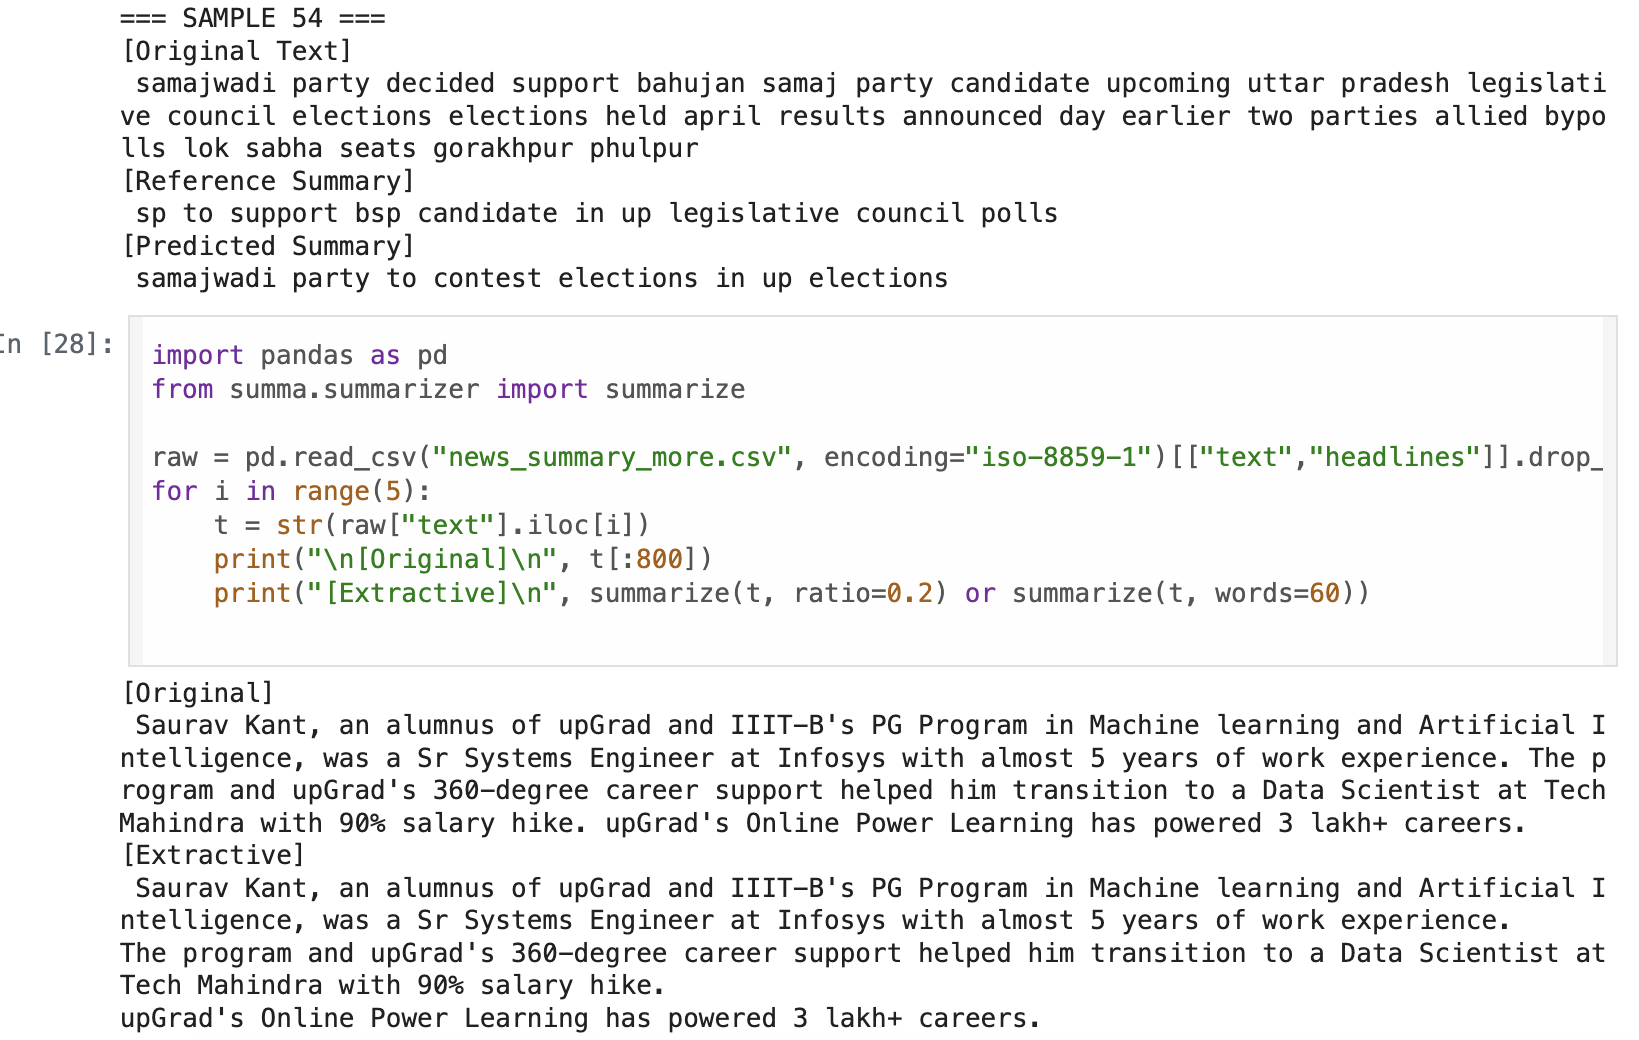 === SAMPLE 54 ===
[Original Text]
samajwadi party decided support bahujan samaj party candidate upcoming uttar pradesh legislati
ve council elections elections held april results announced day earlier two parties allied bypo
lls lok sabha seats gorakhpur phulpur
[Reference Summary]
sp to support bsp candidate in up legislative council polls
[Predicted Summary]
samajwadi party to contest elections in up elections
In [28]:
import pandas as pd
from summa.summarizer import summarize
raw = pd.read_csv("news_summary_more.csv", encoding="iso-8859-1")[["text","headlines"]].drop_
for i in range(5):
    t = str(raw["text"].iloc[i])
    print("\n[Original]\n", t[:800])
    print("[Extractive]\n", summarize(t, ratio=0.2) or summarize(t, words=60))
[Original]
Saurav Kant, an alumnus of upGrad and IIIT-B's PG Program in Machine learning and Artificial I
ntelligence, was a Sr Systems Engineer at Infosys with almost 5 years of work experience. The p
rogram and upGrad's 360-degree career support helped him transition to a Data Scientist at Tech
Mahindra with 90% salary hike. upGrad's Online Power Learning has powered 3 lakh+ careers.
[Extractive]
Saurav Kant, an alumnus of upGrad and IIIT-B's PG Program in Machine learning and Artificial I
ntelligence, was a Sr Systems Engineer at Infosys with almost 5 years of work experience.
The program and upGrad's 360-degree career support helped him transition to a Data Scientist at
Tech Mahindra with 90% salary hike.
upGrad's Online Power Learning has powered 3 lakh+ careers.